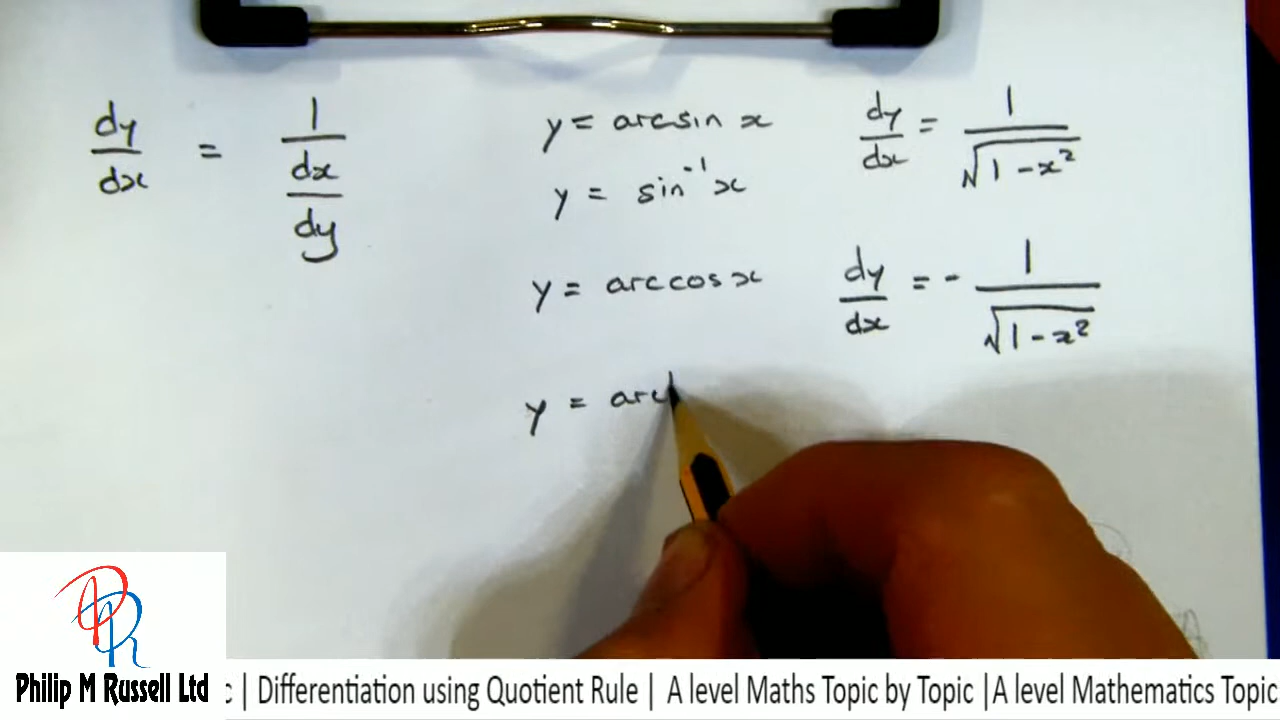 dy/dx = 1/(dx/dy)
y = arcsin x dy/dx = 1/√(1-x²)
y = sin⁻¹x
y = arccos x dy/dx = - 1/√(1-x²)
y = arc
Philip M Russell Ltd
c | Differentiation using Quotient Rule | A level Maths Topic by Topic |A level Mathematics Topic